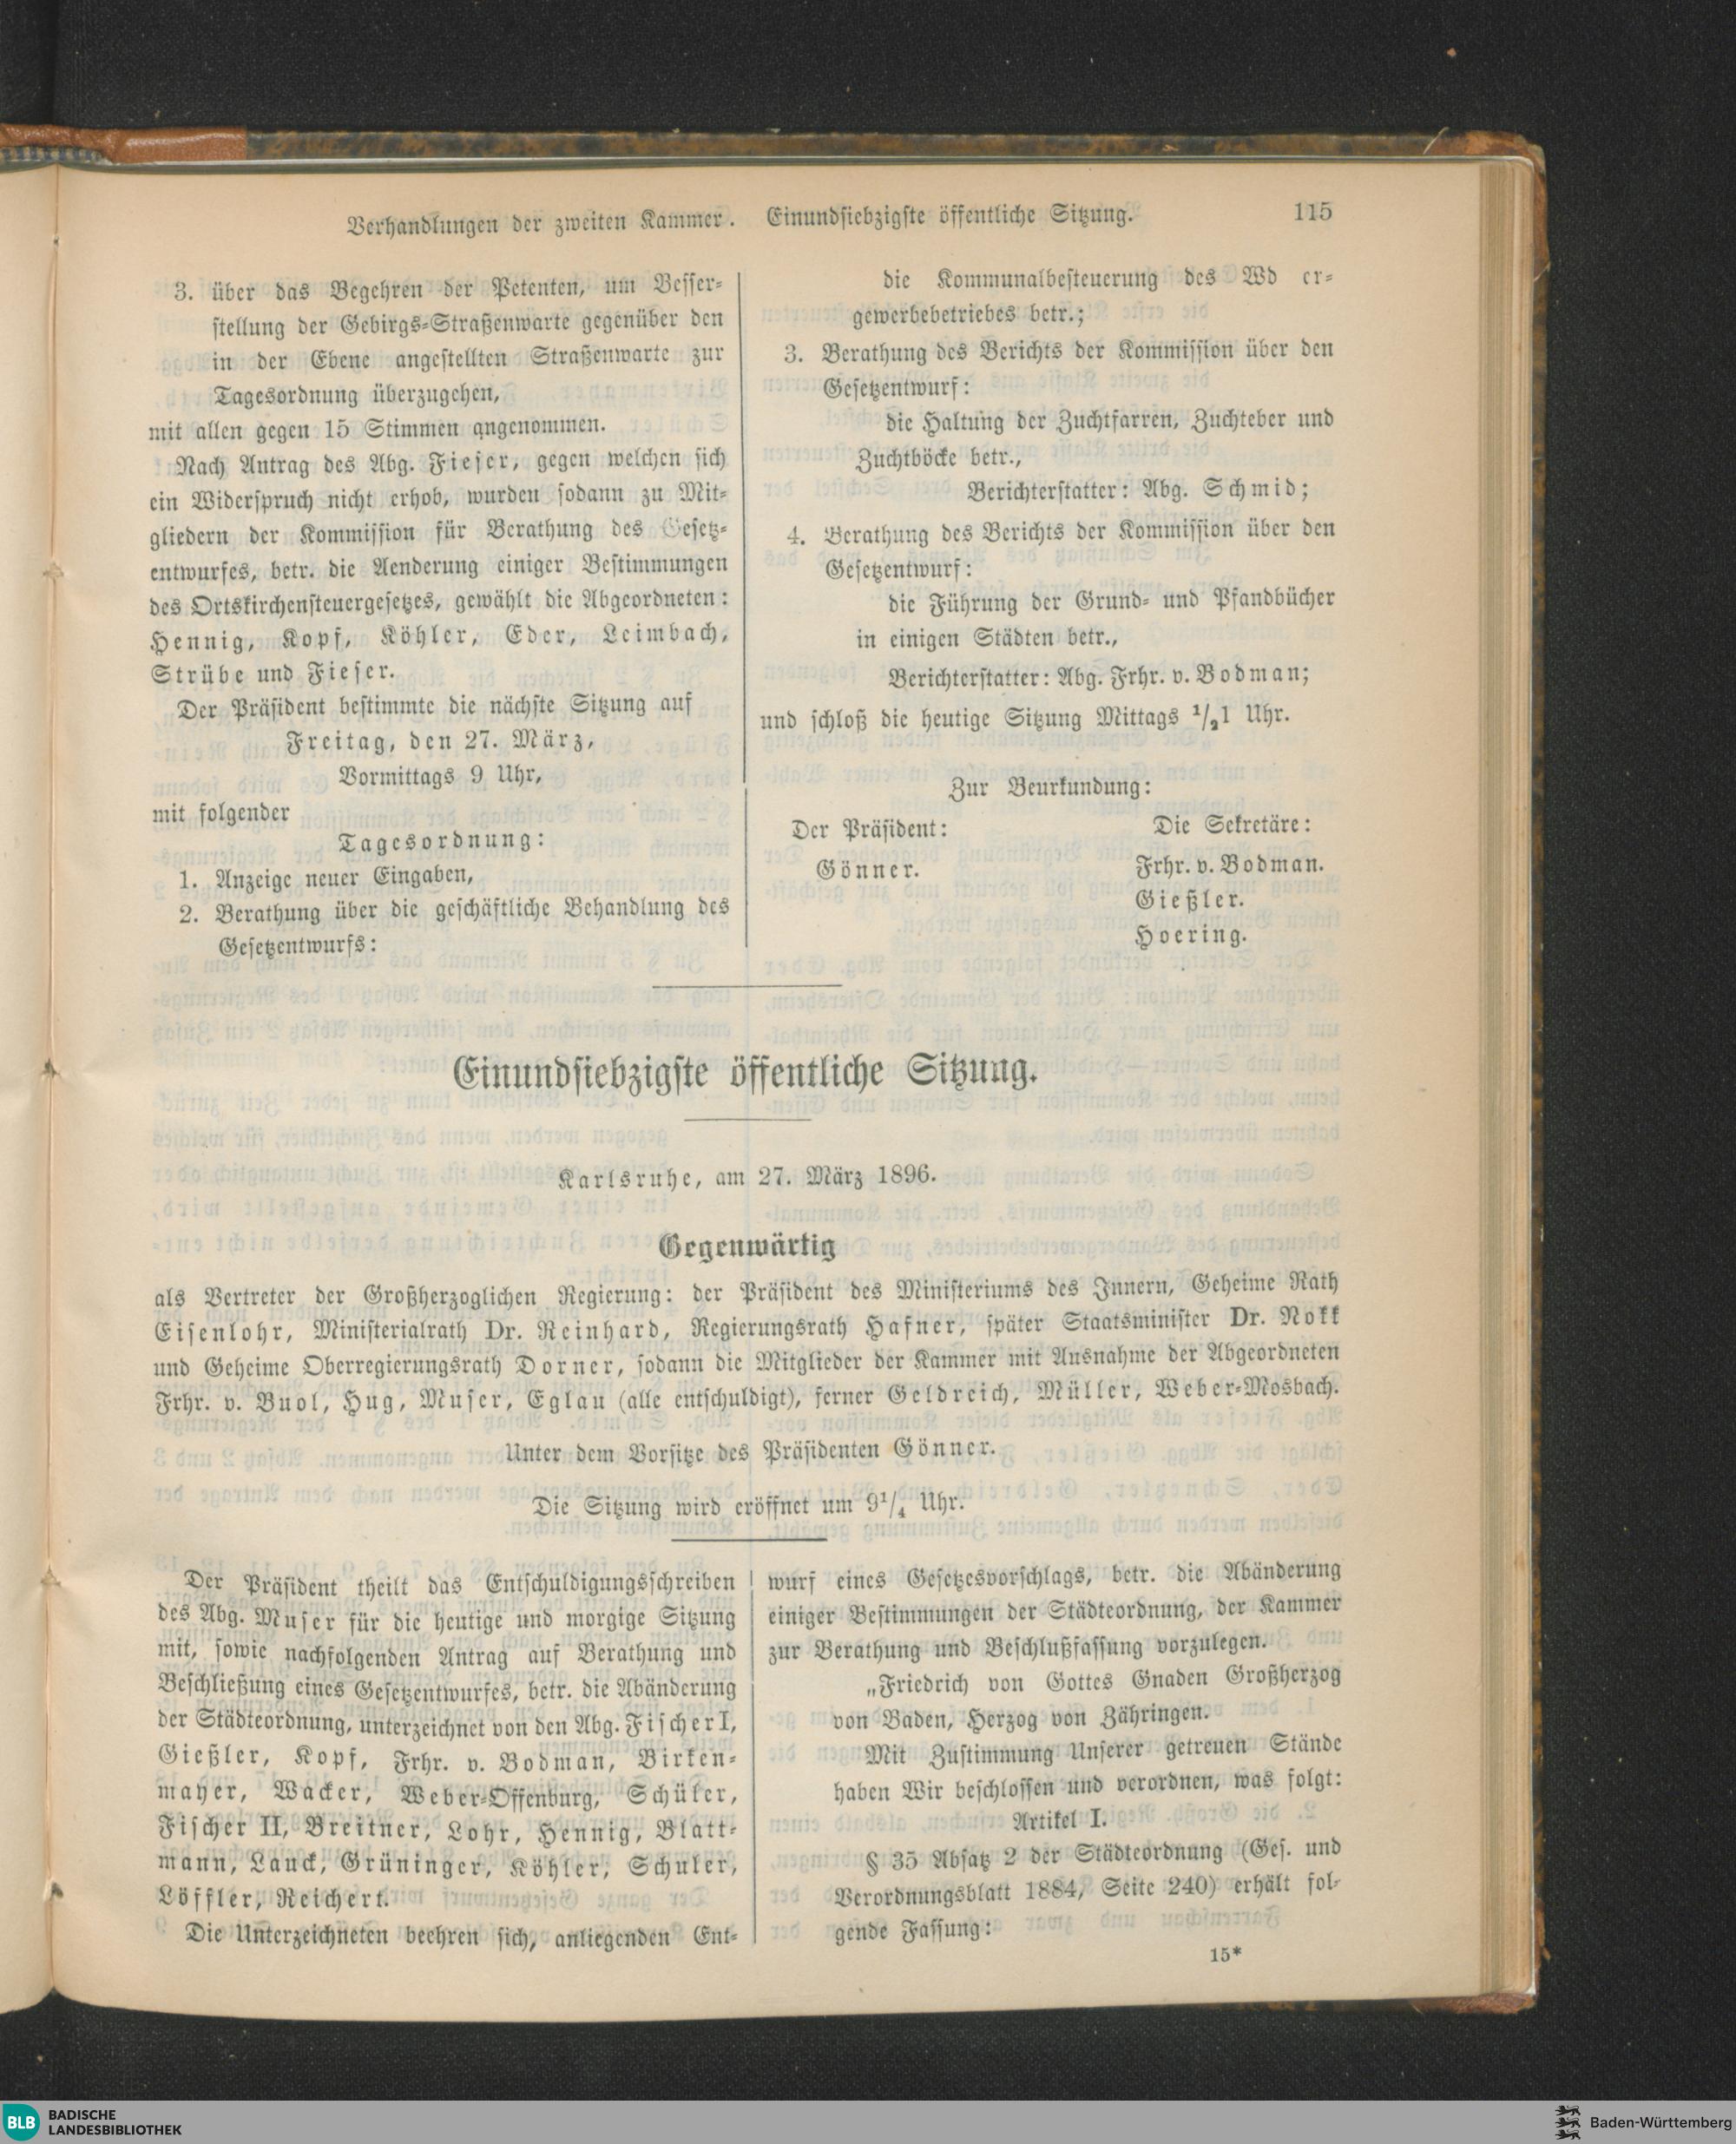 Verhandlungen der zweiten Kammer. Einundsiebzigste öffentliche Sitzung. 115
3. über das Begehren der Petenten, um Besser-
stellung der Gebirgs-Straßenwarte gegenüber den
in der Ebene angestellten Straßenwarte zur
Tagesordnung überzugehen,
mit allen gegen 15 Stimmen angenommen.
Nach Antrag des Abg. Fieser, gegen welchen sich
ein Widerspruch nicht erhob, wurden sodann zu Mit-
gliedern der Kommission für Berathung des Gesetz-
entwurfes, betr. die Aenderung einiger Bestimmungen
des Ortskirchensteuergesetzes, gewählt die Abgeordneten:
Hennig, Kopf, Köhler, Eder, Leimbach,
Strübe und Fieser.
Der Präsident bestimmte die nächste Sitzung auf
Freitag, den 27. März,
Vormittags 9 Uhr,
mit folgender
Tagesordnung:
1. Anzeige neuer Eingaben,
2. Berathung über die geschäftliche Behandlung des
Gesetzentwurfs:
die Kommunalbesteuerung des Wd er-
gewerbebetriebes betr.;
3. Berathung des Berichts der Kommission über den
Gesetzentwurf:
die Haltung der Zuchtfarren, Zuchteber und
Zuchtböcke betr.,
Berichterstatter: Abg. Schmid;
4. Berathung des Berichts der Kommission über den
Gesetzentwurf:
die Führung der Grund- und Pfandbücher
in einigen Städten betr.,
Berichterstatter: Abg. Frhr. v. Bodman;
und schloß die heutige Sitzung Mittags 1/2 1 Uhr.
Zur Beurkundung:
Der Präsident: Die Sekretäre:
Gönner. Frhr. v. Bodman.
Gießler.
Hoering.
Einundsiebzigste öffentliche Sitzung.
Karlsruhe, am 27. März 1896.
Gegenwärtig
als Vertreter der Großherzoglichen Regierung: der Präsident des Ministeriums des Innern, Geheime Rath
Eisenlohr, Ministerialrath Dr. Reinhard, Regierungsrath Hafner, später Staatsminister Dr. Nokk
und Geheime Oberregierungsrath Dorner, sodann die Mitglieder der Kammer mit Ausnahme der Abgeordneten
Frhr. v. Buol, Hug, Muser, Eglau (alle entschuldigt), ferner Geldreich, Müller, Weber-Mosbach.
Unter dem Vorsitze des Präsidenten Gönner.
Die Sitzung wird eröffnet um 9 1/4 Uhr.
Der Präsident theilt das Entschuldigungsschreiben
des Abg. Muser für die heutige und morgige Sitzung
mit, sowie nachfolgenden Antrag auf Berathung und
Beschließung eines Gesetzentwurfes, betr. die Abänderung
der Städteordnung, unterzeichnet von den Abg. Fischer I,
Gießler, Kopf, Frhr. v. Bodman, Birken-
mayer, Wacker, Weber-Offenburg, Schüler,
Fischer II, Breitner, Lohr, Hennig, Blatt-
mann, Lauck, Grüninger, Köhler, Schuler,
Löffler, Reichert.
Die Unterzeichneten beehren sich, anliegenden Ent-
wurf eines Gesetzesvorschlags, betr. die Abänderung
einiger Bestimmungen der Städteordnung, der Kammer
zur Berathung und Beschlußfassung vorzulegen.
„Friedrich von Gottes Gnaden Großherzog
von Baden, Herzog von Zähringen.
Mit Zustimmung Unserer getreuen Stände
haben Wir beschlossen und verordnen, was folgt:
Artikel I.
§ 35 Absatz 2 der Städteordnung (Ges. und
Verordnungsblatt 1884, Seite 240) erhält fol-
gende Fassung:
15*
BLB BADISCHE
LANDESBIBLIOTHEK
Baden-Württemberg